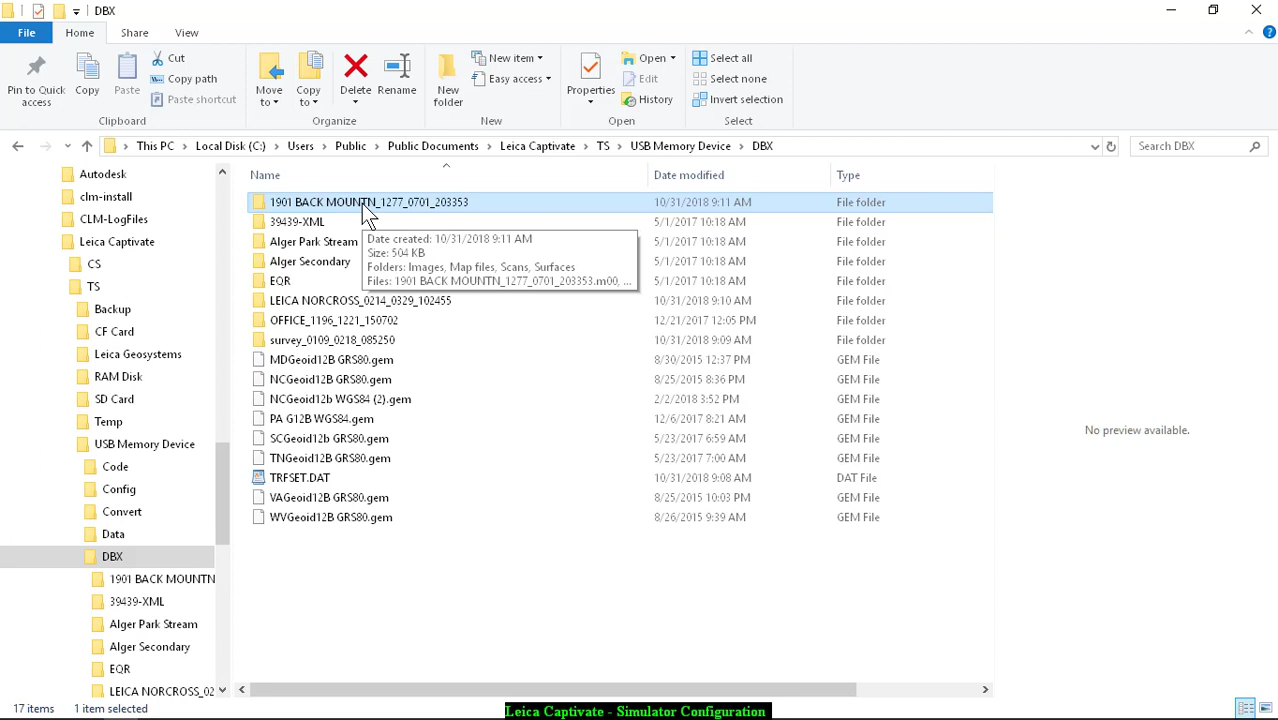 DBX
File Home Share View
Pin to Quick access
Copy
Paste
Cut
Copy path
Paste shortcut
Move to
Copy to
Delete
Rename
New folder
New item
Easy access
Properties
Open
Edit
History
Select all
Select none
Invert selection
Clipboard Organize New Open Select
This PC > Local Disk (C:) > Users > Public > Public Documents > Leica Captivate > TS > USB Memory Device > DBX
Search DBX
Autodesk
clm-install
CLM-LogFiles
Leica Captivate
CS
TS
Backup
CF Card
Leica Geosystems
RAM Disk
SD Card
Temp
USB Memory Device
Code
Config
Convert
Data
DBX
1901 BACK MOUNTN
39439-XML
Alger Park Stream
Alger Secondary
EQR
LEICA NORCROSS_02
Name Date modified Type
1901 BACK MOUNTN_1277_0701_203353 10/31/2018 9:11 AM File folder
39439-XML 5/1/2017 10:18 AM File folder
Alger Park Stream 5/1/2017 10:18 AM File folder
Alger Secondary 5/1/2017 10:18 AM File folder
EQR 5/1/2017 10:18 AM File folder
LEICA NORCROSS_0214_0329_102455 10/31/2018 9:10 AM File folder
OFFICE_1196_1221_150702 12/21/2017 12:05 PM File folder
survey_0109_0218_085250 10/31/2018 9:09 AM File folder
MDGeoid12B GRS80.gem 8/30/2015 12:37 PM GEM File
NCGeoid12B GRS80.gem 8/25/2015 8:36 PM GEM File
NCGeoid12b WGS84 (2).gem 2/2/2018 3:52 PM GEM File
PA G12B WGS84.gem 12/6/2017 8:21 AM GEM File
SCGeoid12b GRS80.gem 5/23/2017 6:59 AM GEM File
TNGeoid12B GRS80.gem 5/23/2017 7:00 AM GEM File
TRFSET.DAT 10/31/2018 9:08 AM DAT File
VAGeoid12B GRS80.gem 8/25/2015 10:03 PM GEM File
WVGeoid12B GRS80.gem 8/26/2015 9:39 AM GEM File
Date created: 10/31/2018 9:11 AM
Size: 504 KB
Folders: Images, Map files, Scans, Surfaces
Files: 1901 BACK MOUNTN_1277_0701_203353.m00, ...
No preview available.
17 items 1 item selected
Leica Captivate - Simulator Configuration